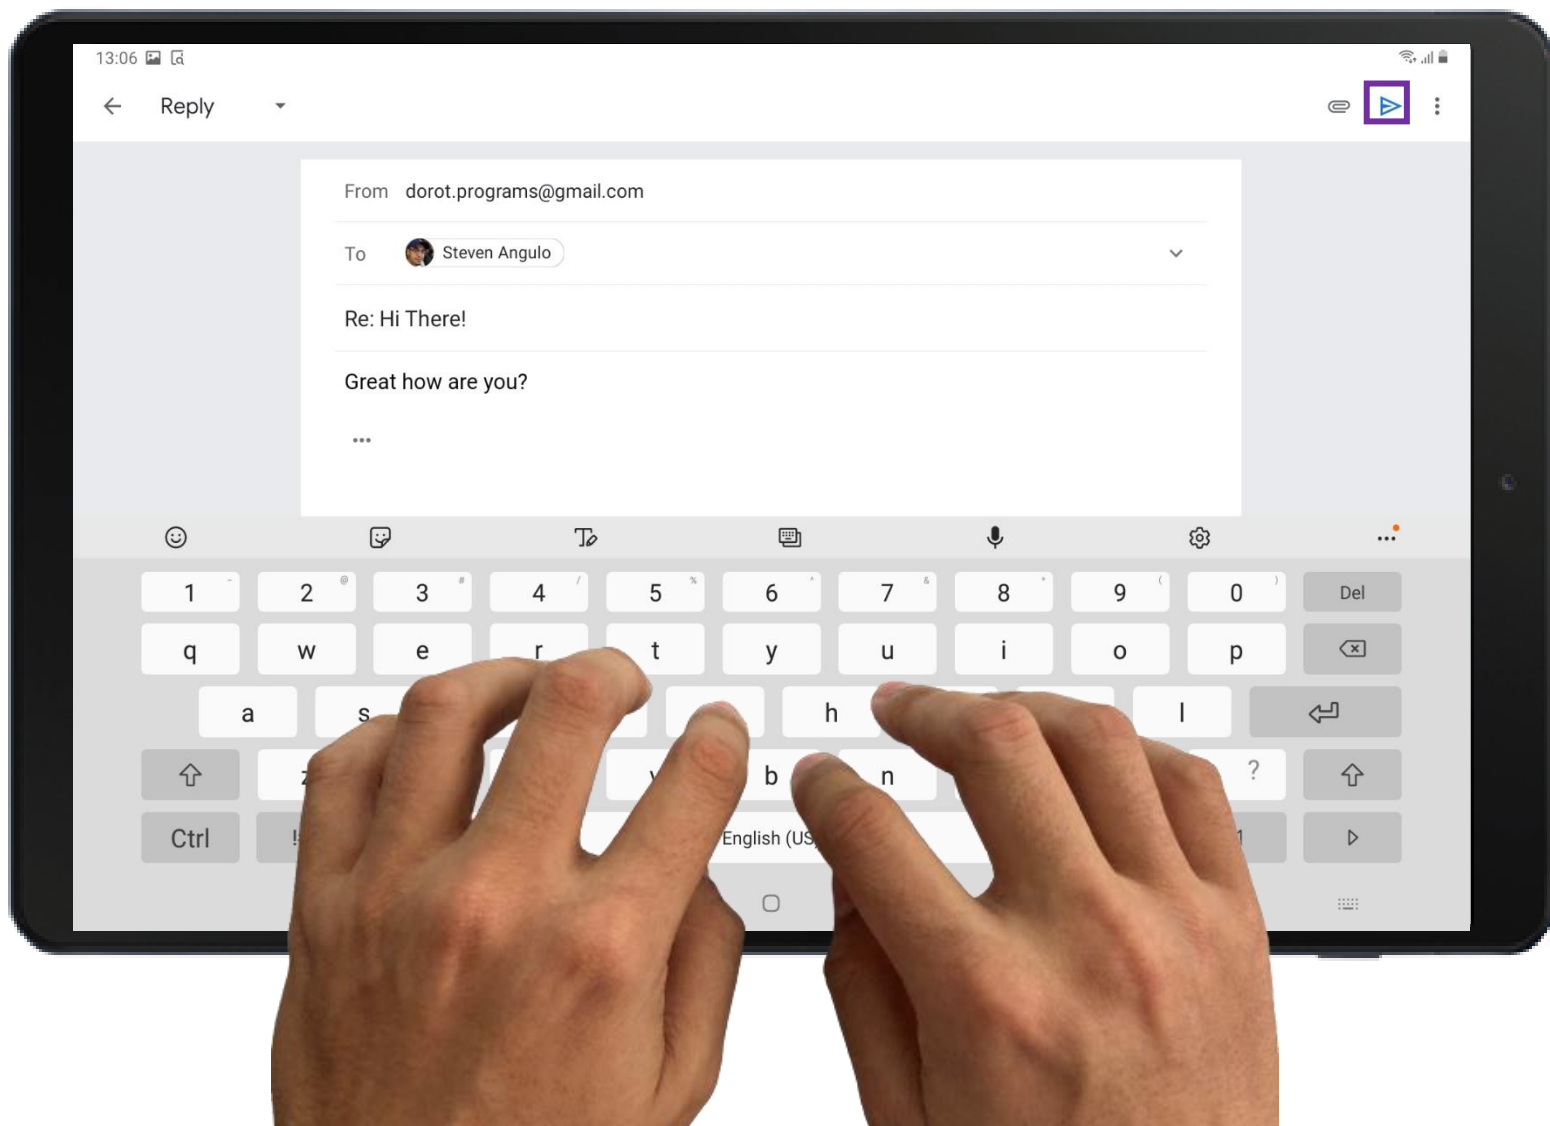 13:06
Reply
From dorot.programs@gmail.com
To Steven Angulo
Re: Hi There!
Great how are you?
1 2 @ 3 # 4 / 5 % 6 ^ 7 & 8 * 9 ( 0 ) Del
q w e r t y u i o p
a s h l
z v b n ?
Ctrl English (US)